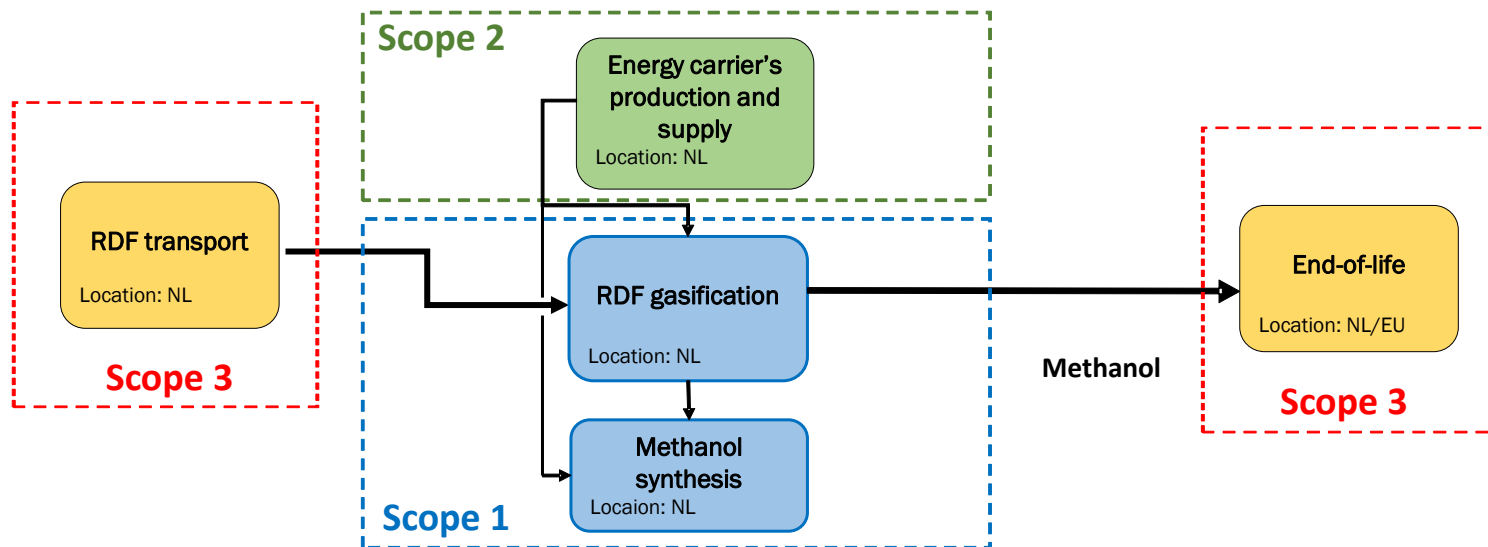 Scope 2
Energy carrier's
production and
supply
Location: NL
RDF transport
Location: NL
Scope 3
RDF gasification
Location: NL
Methanol
synthesis
Locaion: NL
Scope 1
Methanol
End-of-life
Location: NL/EU
Scope 3